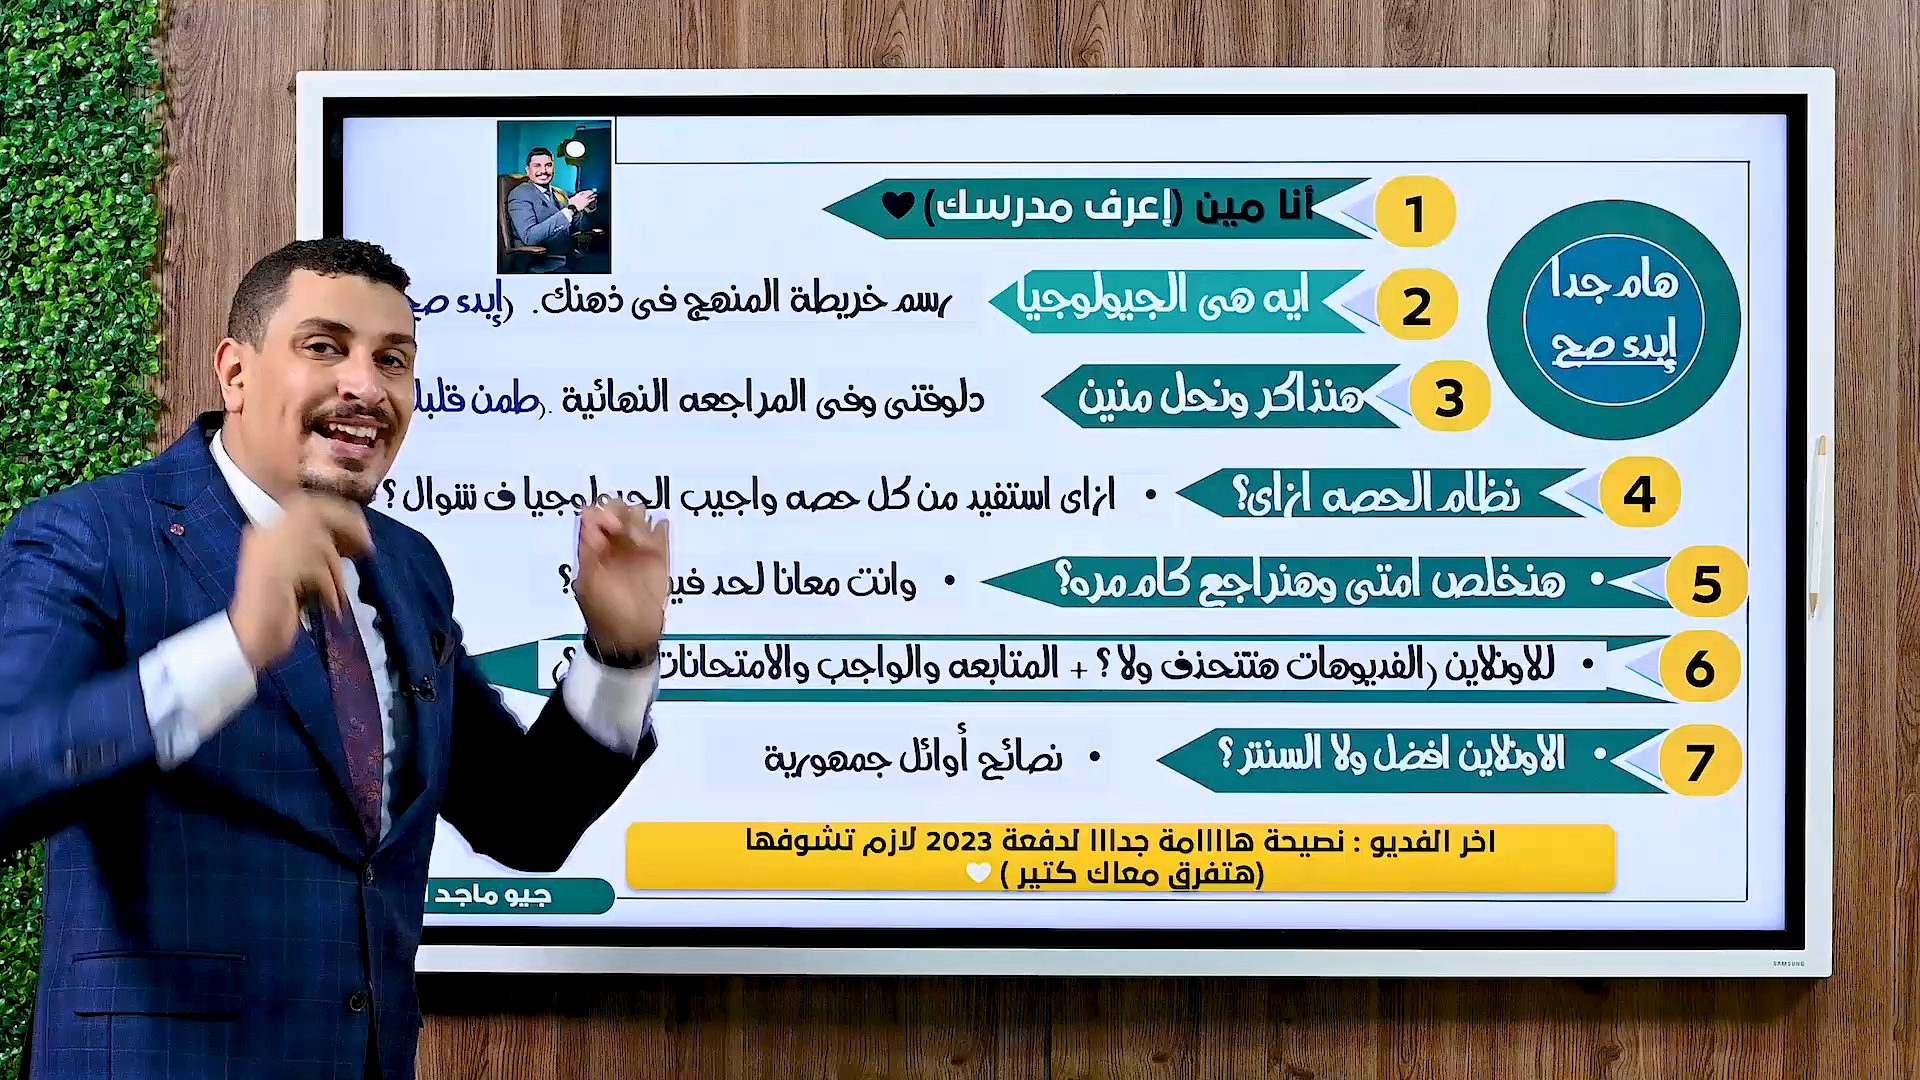 هام جدا
إبدء صح
1 أنا مين (إعرف مدرسك)
2 ايه هى الجيولوجيا رسم خريطة المنهج فى ذهنك. (إبدء صح
3 هنذاكر ونحل منين دلوقتى وفى المراجعه النهائية .(طمن قلبك
4 نظام الحصه ازاى؟ • ازاى استفيد من كل حصه واجيب الجيولوجيا ف شوال ؟
5 • هنخلص امتى وهنراجع كام مره؟ • وانت معانا لحد ؟
6 • للاونلاين (الفديوهات هتتحذف ولا ؟ + المتابعه والواجب والامتحانات ؟)
7 • الاونلاين افضل ولا السنتر ؟ • نصائح أوائل جمهورية
اخر الفديو : نصيحة هااااامة جدااا لدفعة 2023 لازم تشوفها
(هتفرق معاك كتير )
جيو ماجد
SAMSUNG